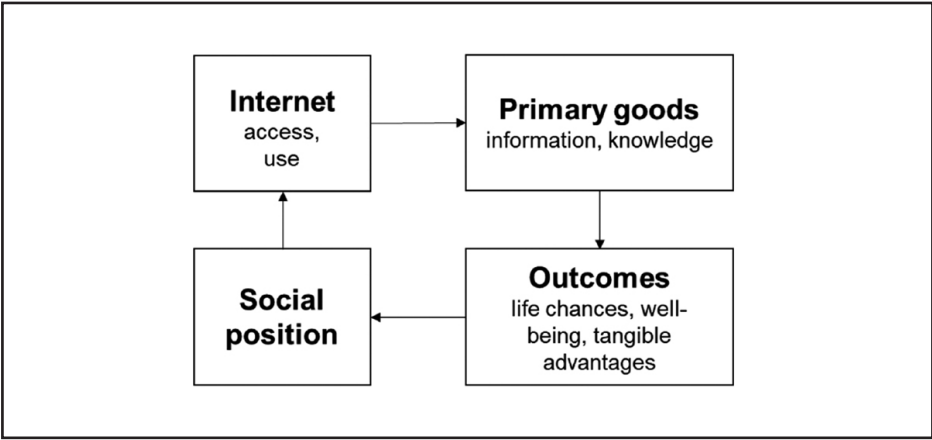 Internet
access,
use
Primary goods
information, knowledge
Social
position
Outcomes
life chances, well-
being, tangible
advantages